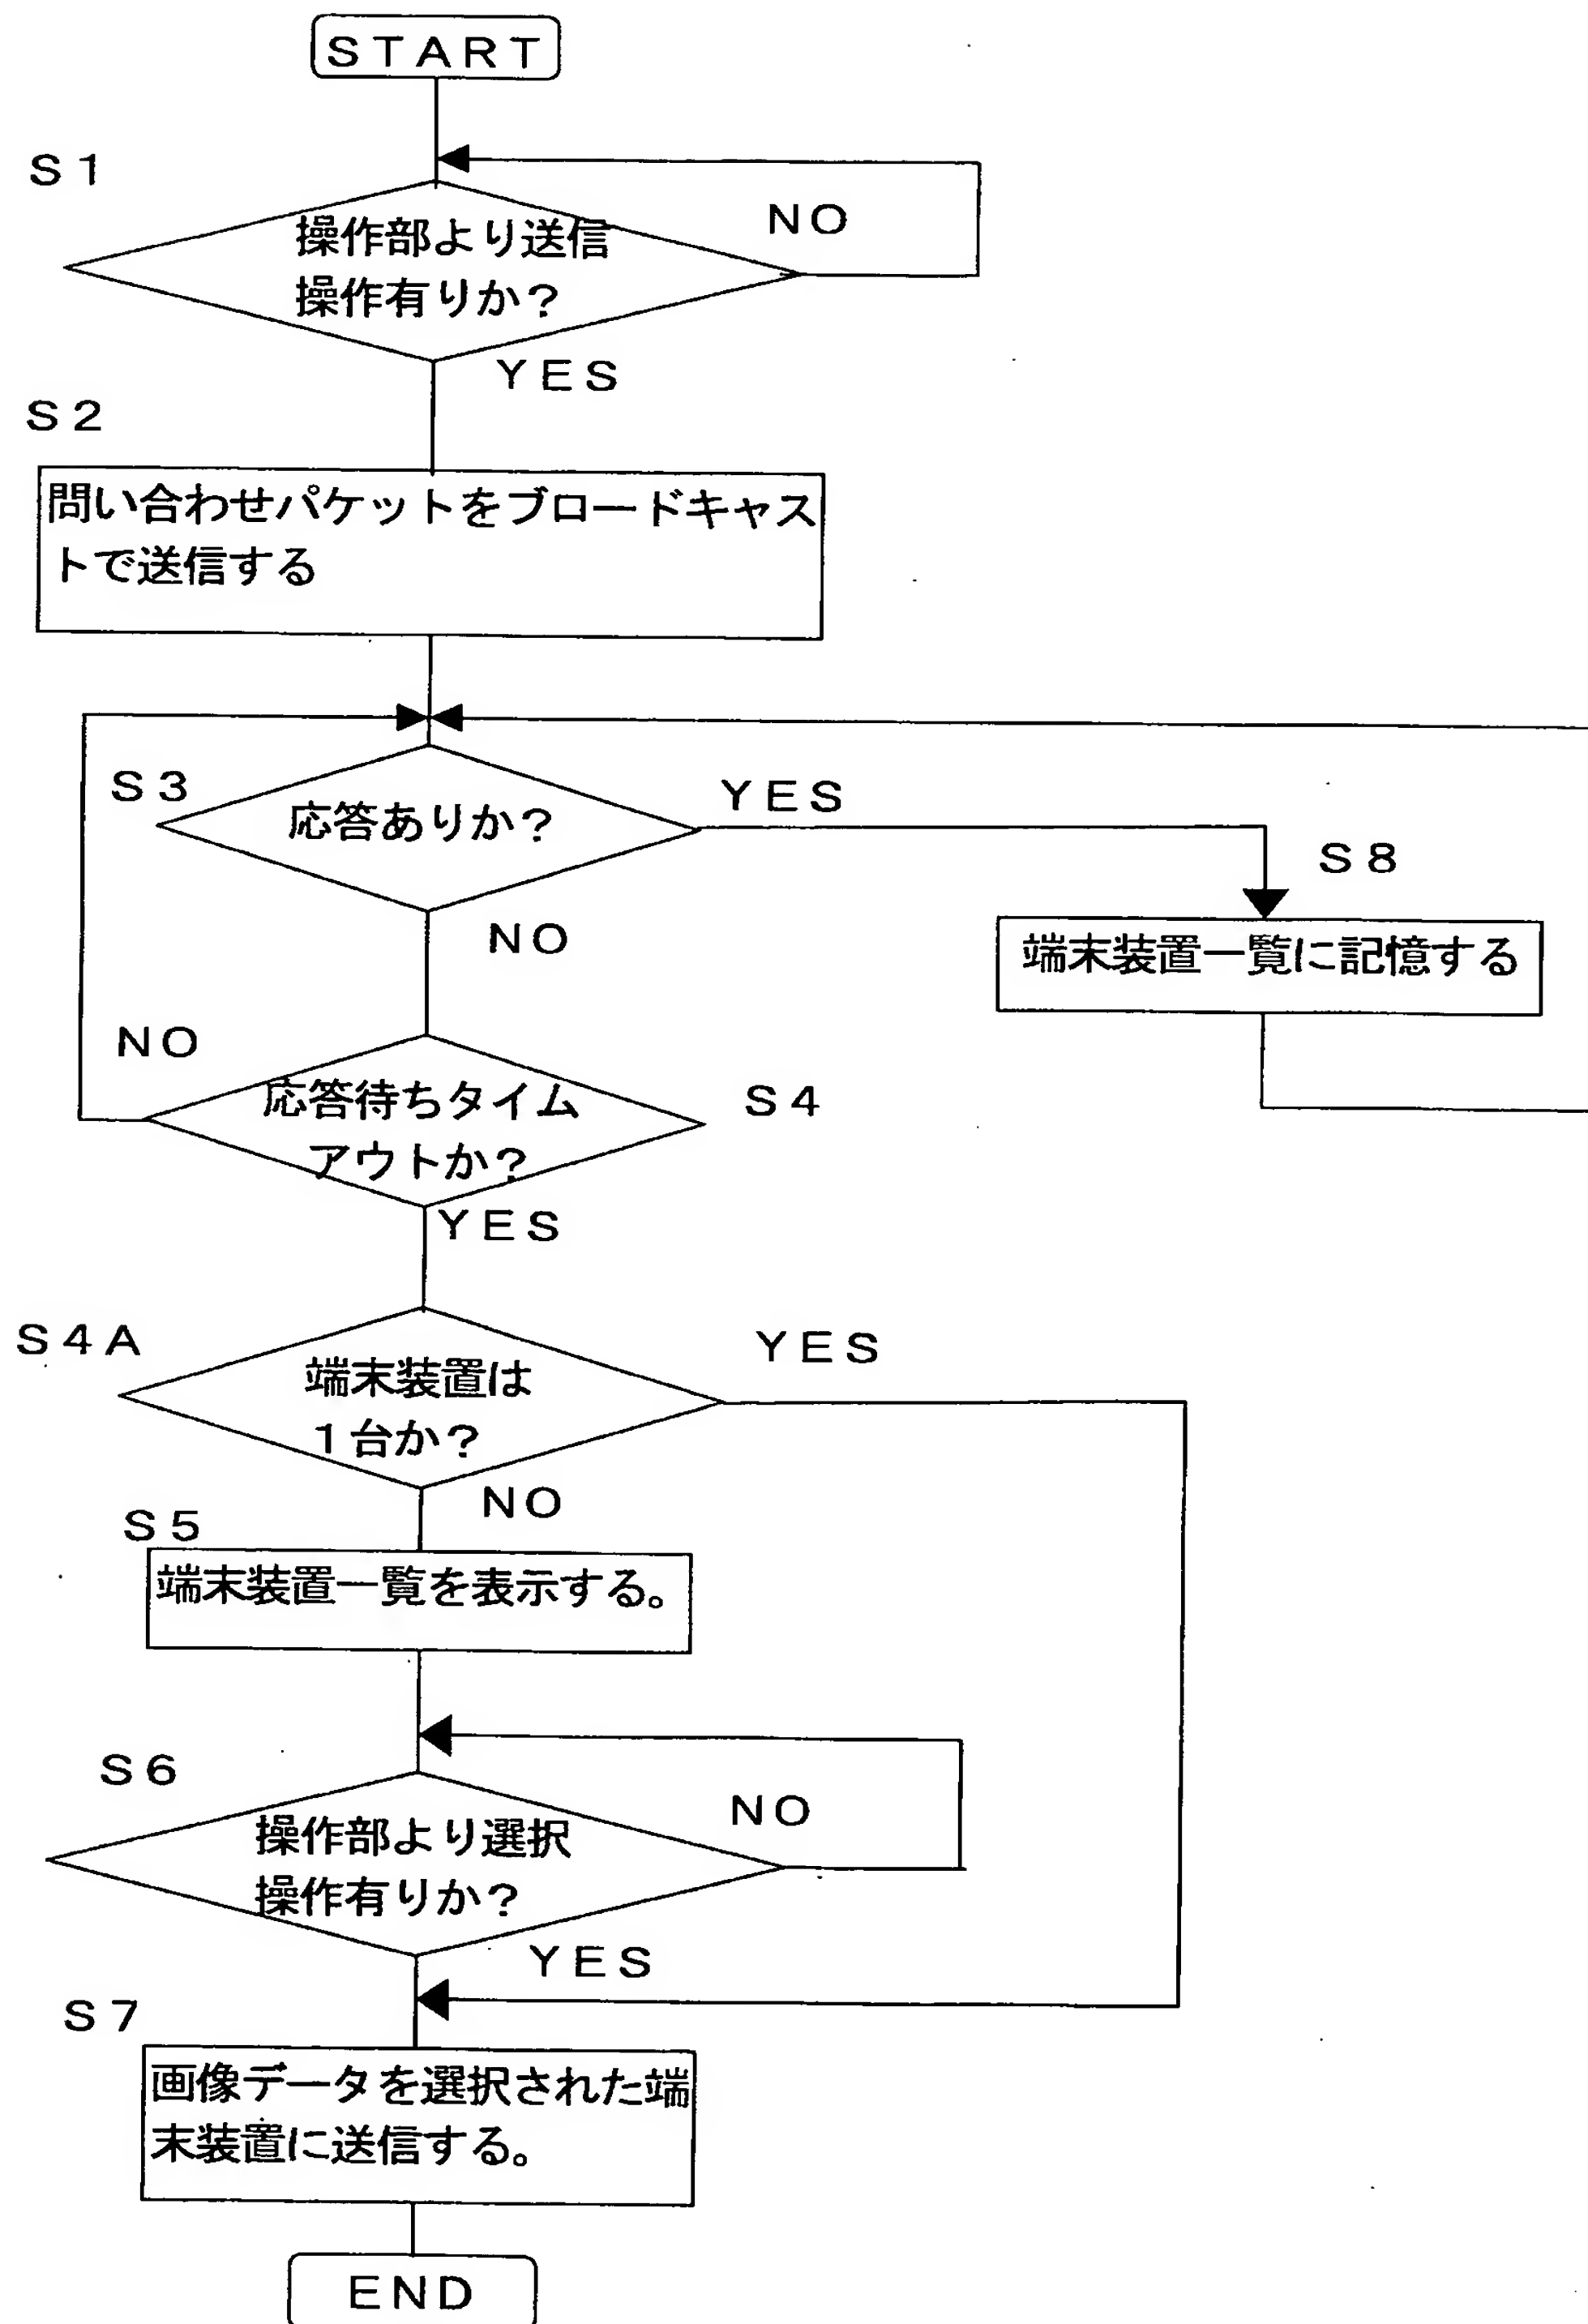 ＳＴＡＲＴ
Ｓ１
操作部より送信
操作有りか？
ＮＯ
ＹＥＳ
Ｓ２
問い合わせパケットをブロードキャス
トで送信する
Ｓ３
応答ありか？
ＹＥＳ
Ｓ８
端末装置一覧に記憶する
ＮＯ
ＮＯ
応答待ちタイム
アウトか？
Ｓ４
ＹＥＳ
Ｓ４Ａ
端末装置は
１台か？
ＹＥＳ
ＮＯ
Ｓ５
端末装置一覧を表示する。
Ｓ６
操作部より選択
操作有りか？
ＮＯ
ＹＥＳ
Ｓ７
画像データを選択された端
末装置に送信する。
ＥＮＤ